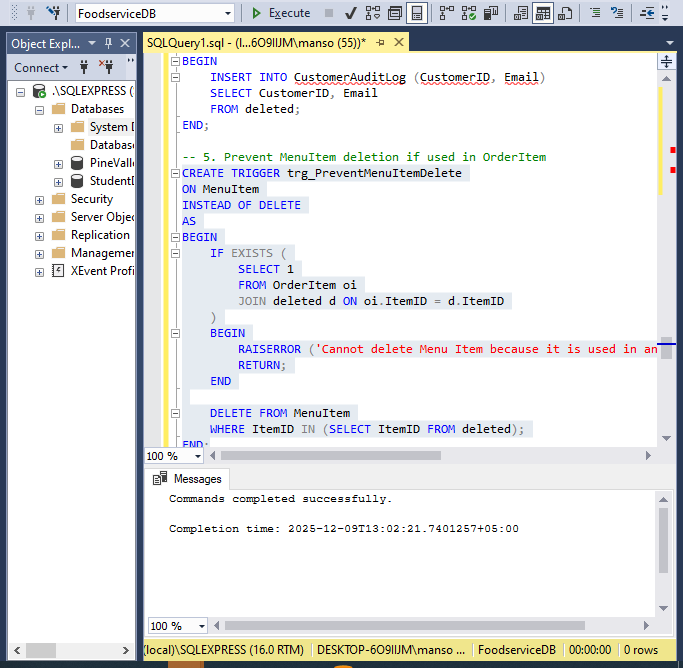 FoodserviceDB
Execute
Object Expl...
SQLQuery1.sql - (l...6O9IIJM\manso (55))*
Connect
.\SQLEXPRESS (
Databases
System D
Databas
PineValle
StudentD
Security
Server Objec
Replication
Managemen
XEvent Profi
BEGIN
INSERT INTO CustomerAuditLog (CustomerID, Email)
SELECT CustomerID, Email
FROM deleted;
END;
-- 5. Prevent MenuItem deletion if used in OrderItem
CREATE TRIGGER trg_PreventMenuItemDelete
ON MenuItem
INSTEAD OF DELETE
AS
BEGIN
IF EXISTS (
SELECT 1
FROM OrderItem oi
JOIN deleted d ON oi.ItemID = d.ItemID
)
BEGIN
RAISERROR ('Cannot delete Menu Item because it is used in an
RETURN;
END
DELETE FROM MenuItem
WHERE ItemID IN (SELECT ItemID FROM deleted);
END;
100 %
Messages
Commands completed successfully.
Completion time: 2025-12-09T13:02:21.7401257+05:00
100 %
(local)\SQLEXPRESS (16.0 RTM) DESKTOP-6O9IIJM\manso ... FoodserviceDB 00:00:00 0 rows